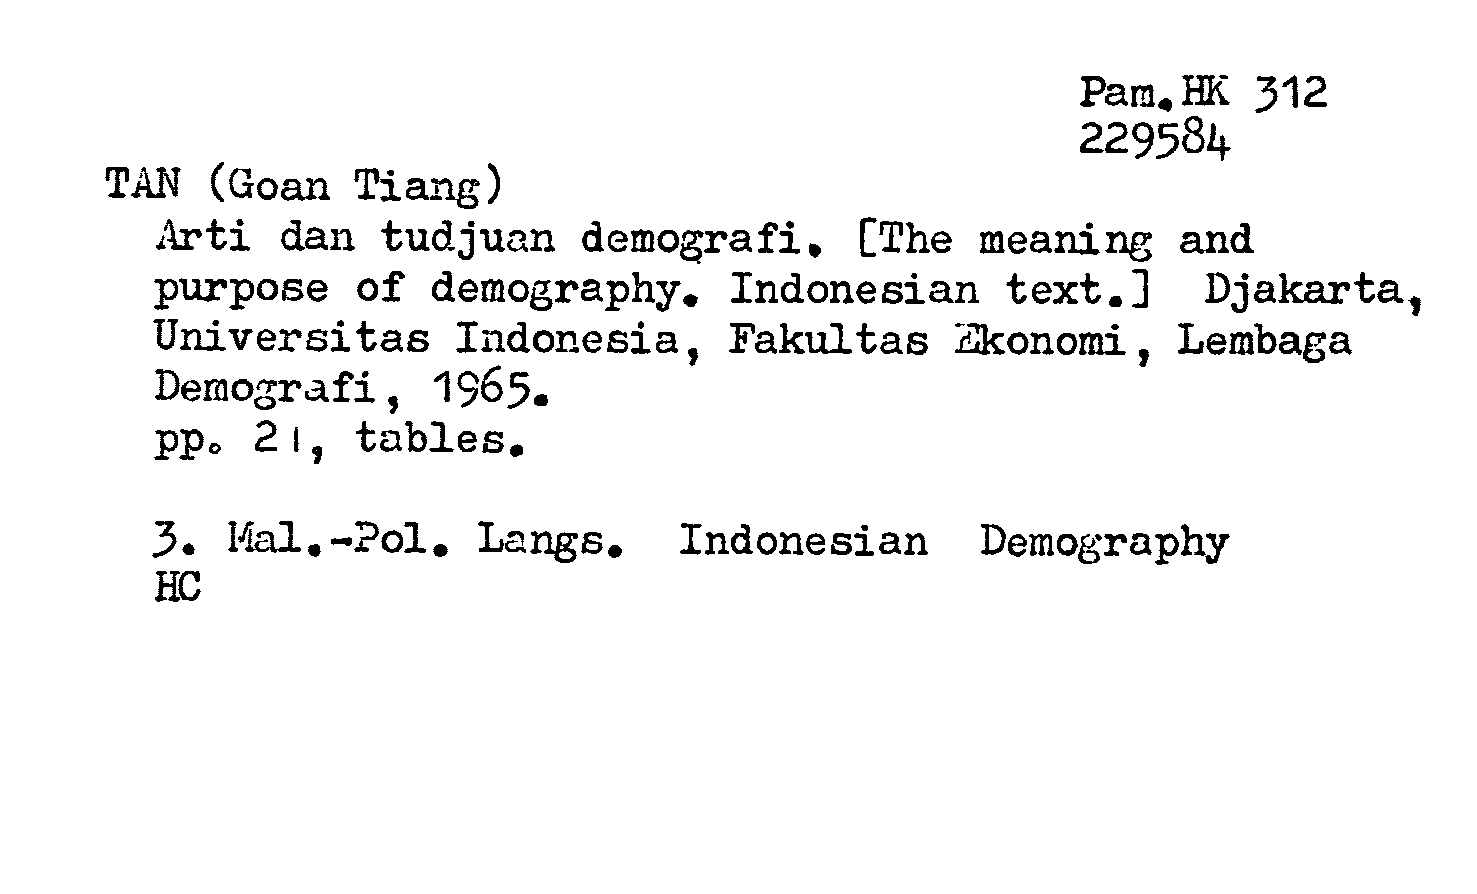 Pam.HK 312
229584
TAN (Goan Tiang)
Arti dan tudjuan demografi. [The meaning and
purpose of demography. Indonesian text.] Djakarta,
Universitas Indonesia, Fakultas Ekonomi, Lembaga
Demografi, 1965.
pp. 21, tables.
3. Mal.-Pol. Langs. Indonesian Demography
HC